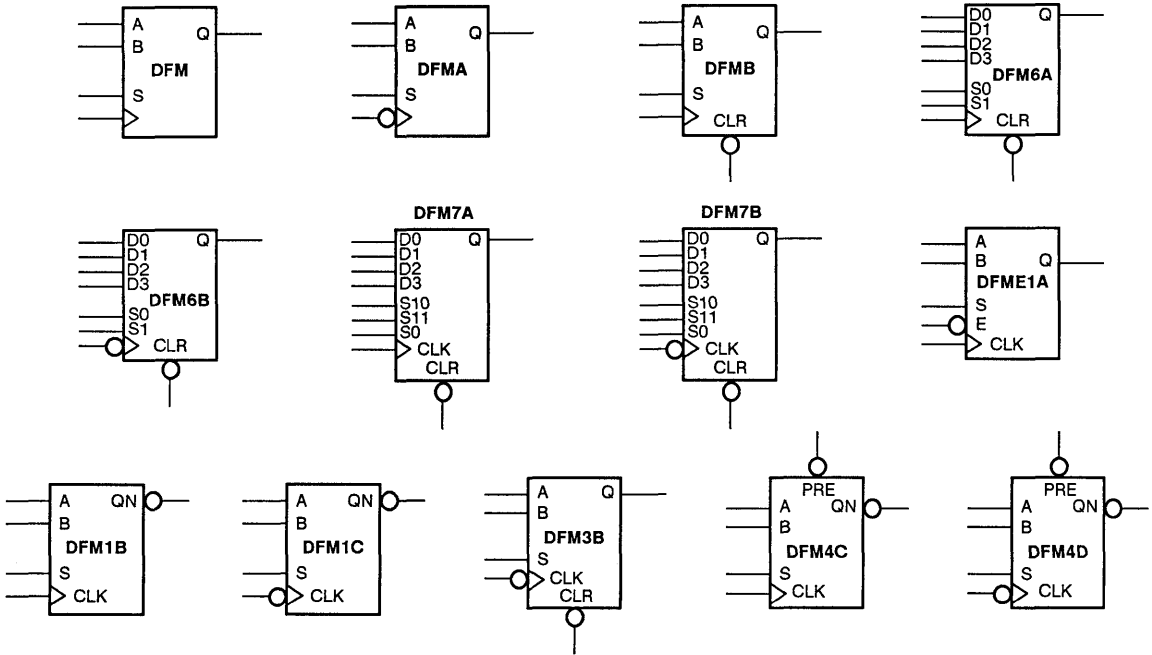 A
B
Q
DFM
S
A
B
Q
DFMA
S
A
B
Q
DFMB
S
CLR
D0
D1
D2
D3
Q
DFM6A
S0
S1
CLR
D0
D1
D2
D3
Q
DFM6B
S0
S1
CLR
DFM7A
D0
D1
D2
D3
Q
S10
S11
S0
CLK
CLR
DFM7B
D0
D1
D2
D3
Q
S10
S11
S0
CLK
CLR
A
B
Q
DFME1A
S
E
CLK
A
B
QN
DFM1B
S
CLK
A
B
QN
DFM1C
S
CLK
A
B
Q
DFM3B
S
CLK
CLR
PRE
A
B
QN
DFM4C
S
CLK
PRE
A
B
QN
DFM4D
S
CLK